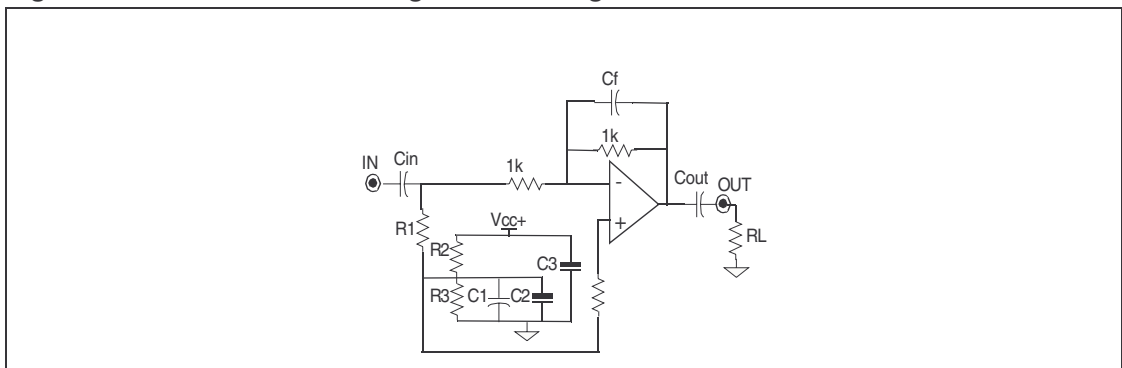 Cf
1k
IN
Cin
1k
Cout
OUT
-
+
R1
Vcc+
R2
RL
C3
R3
C1
C2